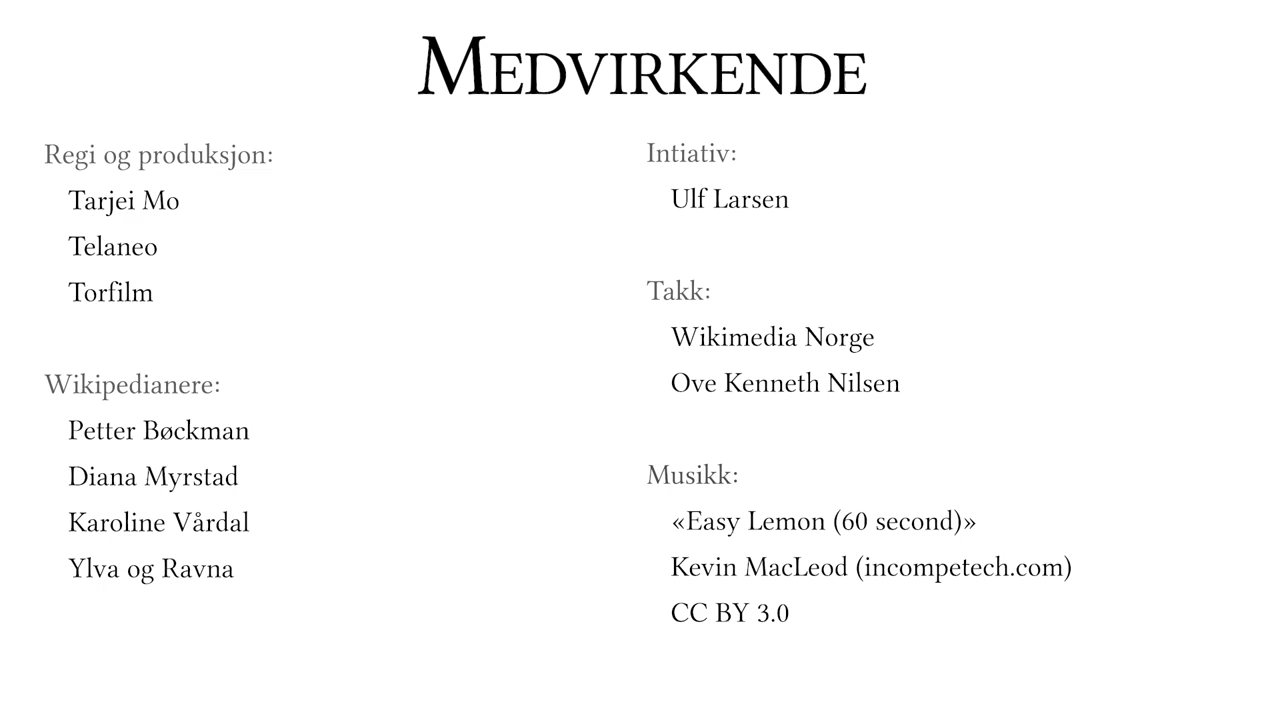 Medvirkende
Regi og produksjon:
Tarjei Mo
Telaneo
Torfilm
Wikipedianere:
Petter Bøckman
Diana Myrstad
Karoline Vårdal
Ylva og Ravna
Intiativ:
Ulf Larsen
Takk:
Wikimedia Norge
Ove Kenneth Nilsen
Musikk:
«Easy Lemon (60 second)»
Kevin MacLeod (incompetech.com)
CC BY 3.0